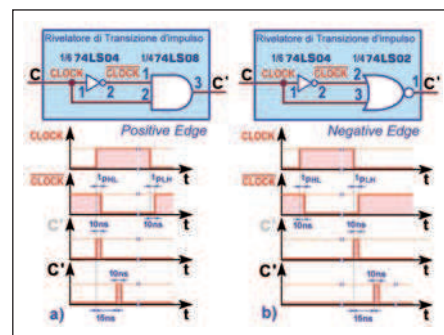 Rivelatore di Transizione d'impulso
1/6 74LS04 1/4 74LS08
C CLOCK CLOCK 1 3 C'
1 2 2
Positive Edge
CLOCK
t
tPHL tPLH
CLOCK
t
10ns 10ns
C'
t
10ns
C'
t
a) 15ns
Rivelatore di Transizione d'impulso
1/6 74LS04 1/4 74LS02
C CLOCK CLOCK 2 1 C'
1 2 3
Negative Edge
CLOCK
t
tPHL tPLH
CLOCK
t
10ns 10ns
C'
t
10ns
C'
t
b) 15ns